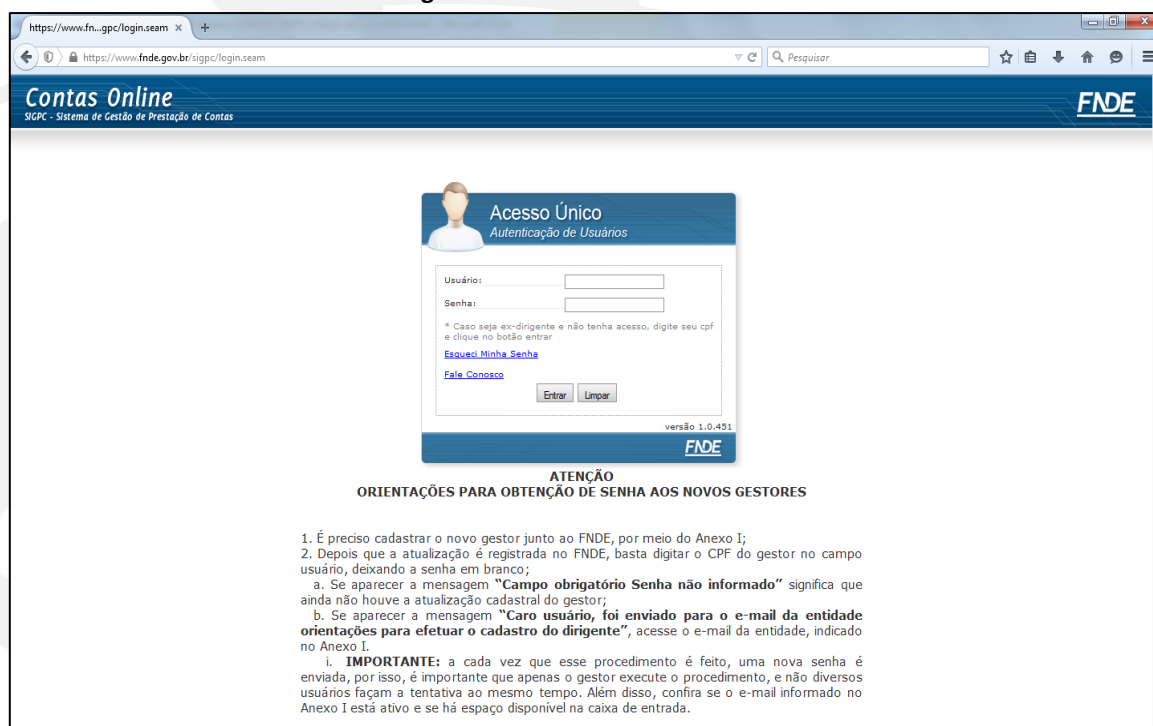 https://www.fn...gpc/login.seam × +
https://www.fnde.gov.br/sigpc/login.seam
Pesquisar
Contas Online
SIGPC - Sistema de Gestão de Prestação de Contas
FNDE
Acesso Único
Autenticação de Usuários
Usuário:
Senha:
* Caso seja ex-dirigente e não tenha acesso, digite seu cpf
e clique no botão entrar
Esqueci Minha Senha
Fale Conosco
Entrar Limpar
versão 1.0.451
FNDE
ATENÇÃO
ORIENTAÇÕES PARA OBTENÇÃO DE SENHA AOS NOVOS GESTORES
1. É preciso cadastrar o novo gestor junto ao FNDE, por meio do Anexo I;
2. Depois que a atualização é registrada no FNDE, basta digitar o CPF do gestor no campo
usuário, deixando a senha em branco;
a. Se aparecer a mensagem "Campo obrigatório Senha não informado" significa que
ainda não houve a atualização cadastral do gestor;
b. Se aparecer a mensagem "Caro usuário, foi enviado para o e-mail da entidade
orientações para efetuar o cadastro do dirigente", acesse o e-mail da entidade, indicado
no Anexo I.
i. IMPORTANTE: a cada vez que esse procedimento é feito, uma nova senha é
enviada, por isso, é importante que apenas o gestor execute o procedimento, e não diversos
usuários façam a tentativa ao mesmo tempo. Além disso, confira se o e-mail informado no
Anexo I está ativo e se há espaço disponível na caixa de entrada.